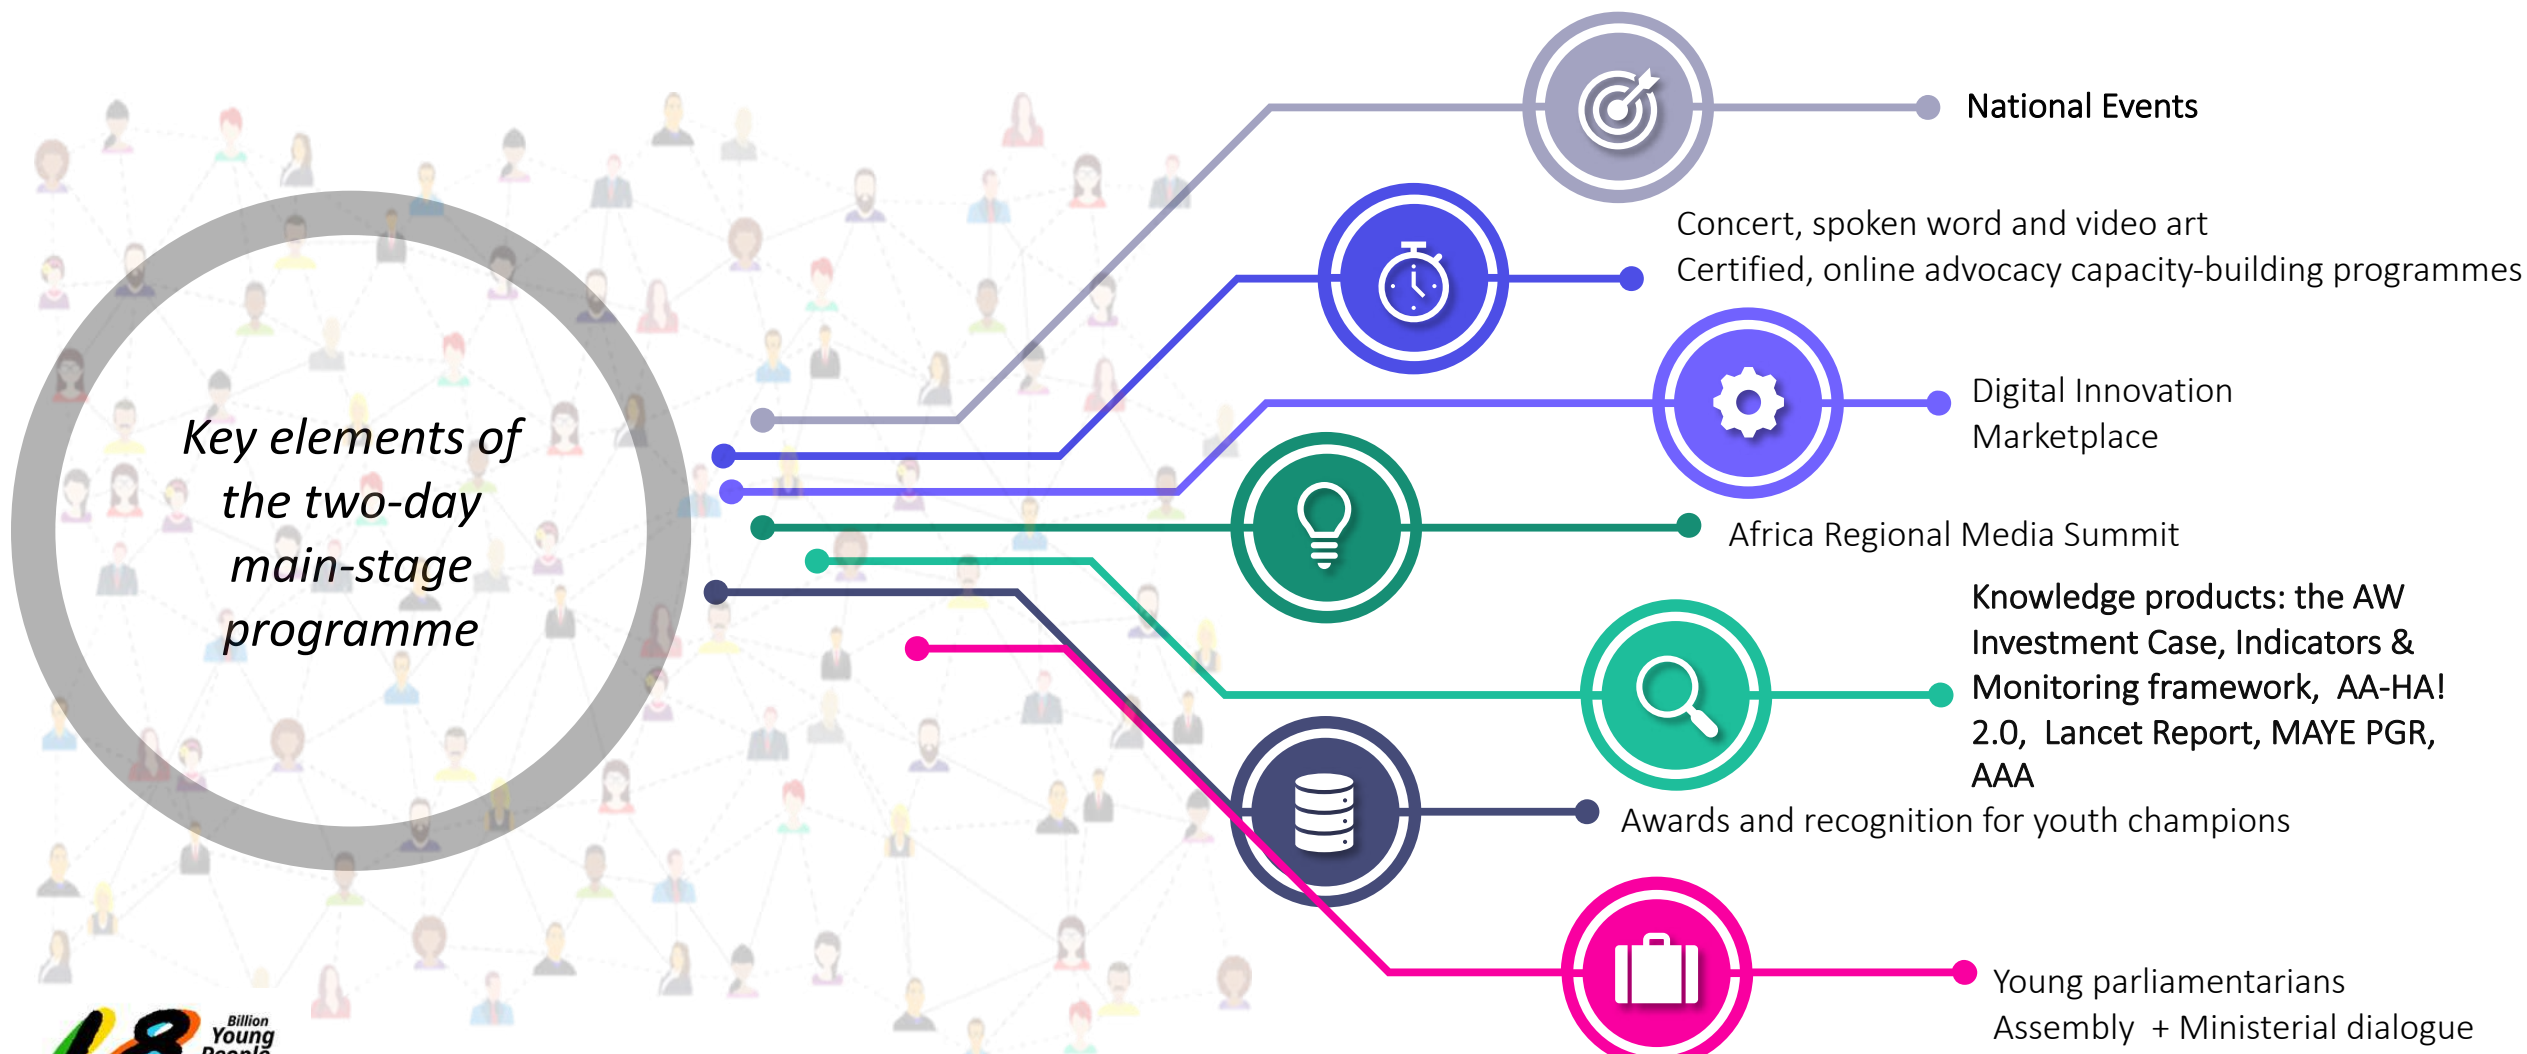 Key elements of
the two-day
main-stage
programme
National Events
Concert, spoken word and video art
Certified, online advocacy capacity-building programmes
Digital Innovation
Marketplace
Africa Regional Media Summit
Knowledge products: the AW
Investment Case, Indicators &
Monitoring framework, AA-HA!
2.0, Lancet Report, MAYE PGR,
AAA
Awards and recognition for youth champions
Young parliamentarians
Assembly + Ministerial dialogue
1.8
Billion
Young
People